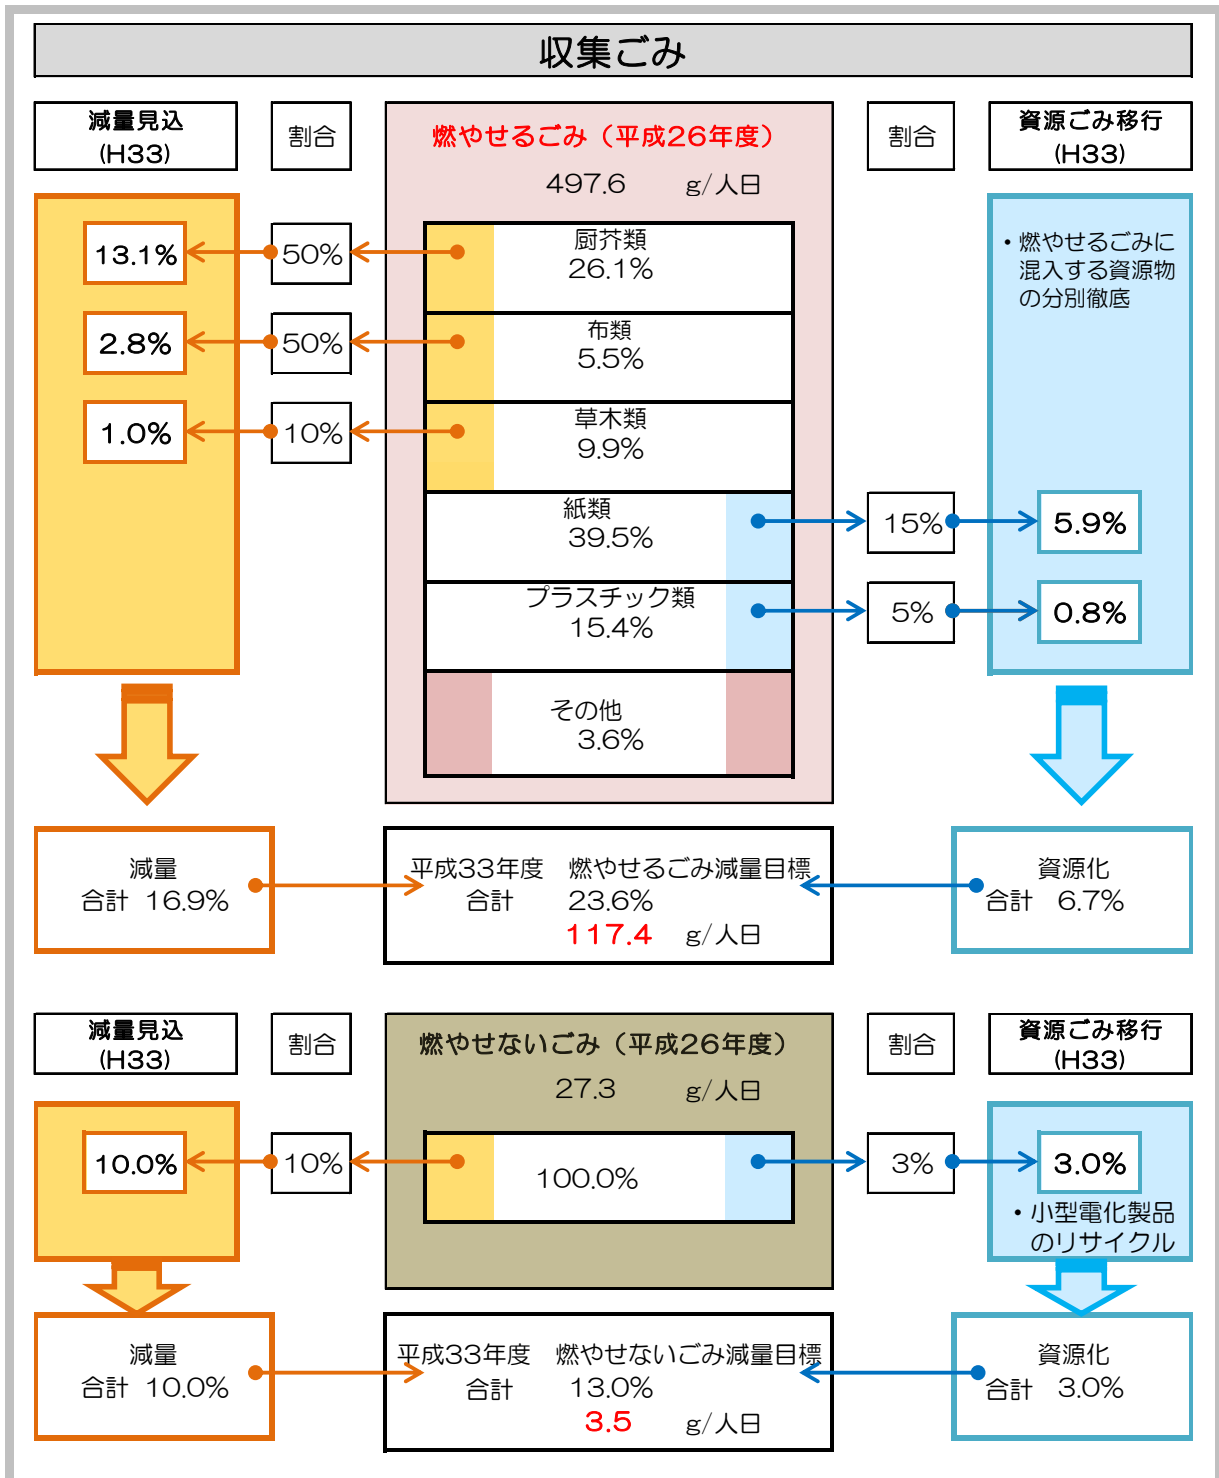 収集ごみ
減量見込
(H33)
割合
燃やせるごみ（平成26年度）
497.6 g/人日
割合
資源ごみ移行
(H33)
13.1%
50%
厨芥類
26.1%
・燃やせるごみに
混入する資源物
の分別徹底
2.8%
50%
布類
5.5%
1.0%
10%
草木類
9.9%
紙類
39.5%
15%
5.9%
プラスチック類
15.4%
5%
0.8%
その他
3.6%
減量
合計 16.9%
平成33年度 燃やせるごみ減量目標
合計 23.6%
117.4 g/人日
資源化
合計 6.7%
減量見込
(H33)
割合
燃やせないごみ（平成26年度）
27.3 g/人日
割合
資源ごみ移行
(H33)
10.0%
10%
100.0%
3%
3.0%
・小型電化製品
のリサイクル
減量
合計 10.0%
平成33年度 燃やせないごみ減量目標
合計 13.0%
3.5 g/人日
資源化
合計 3.0%